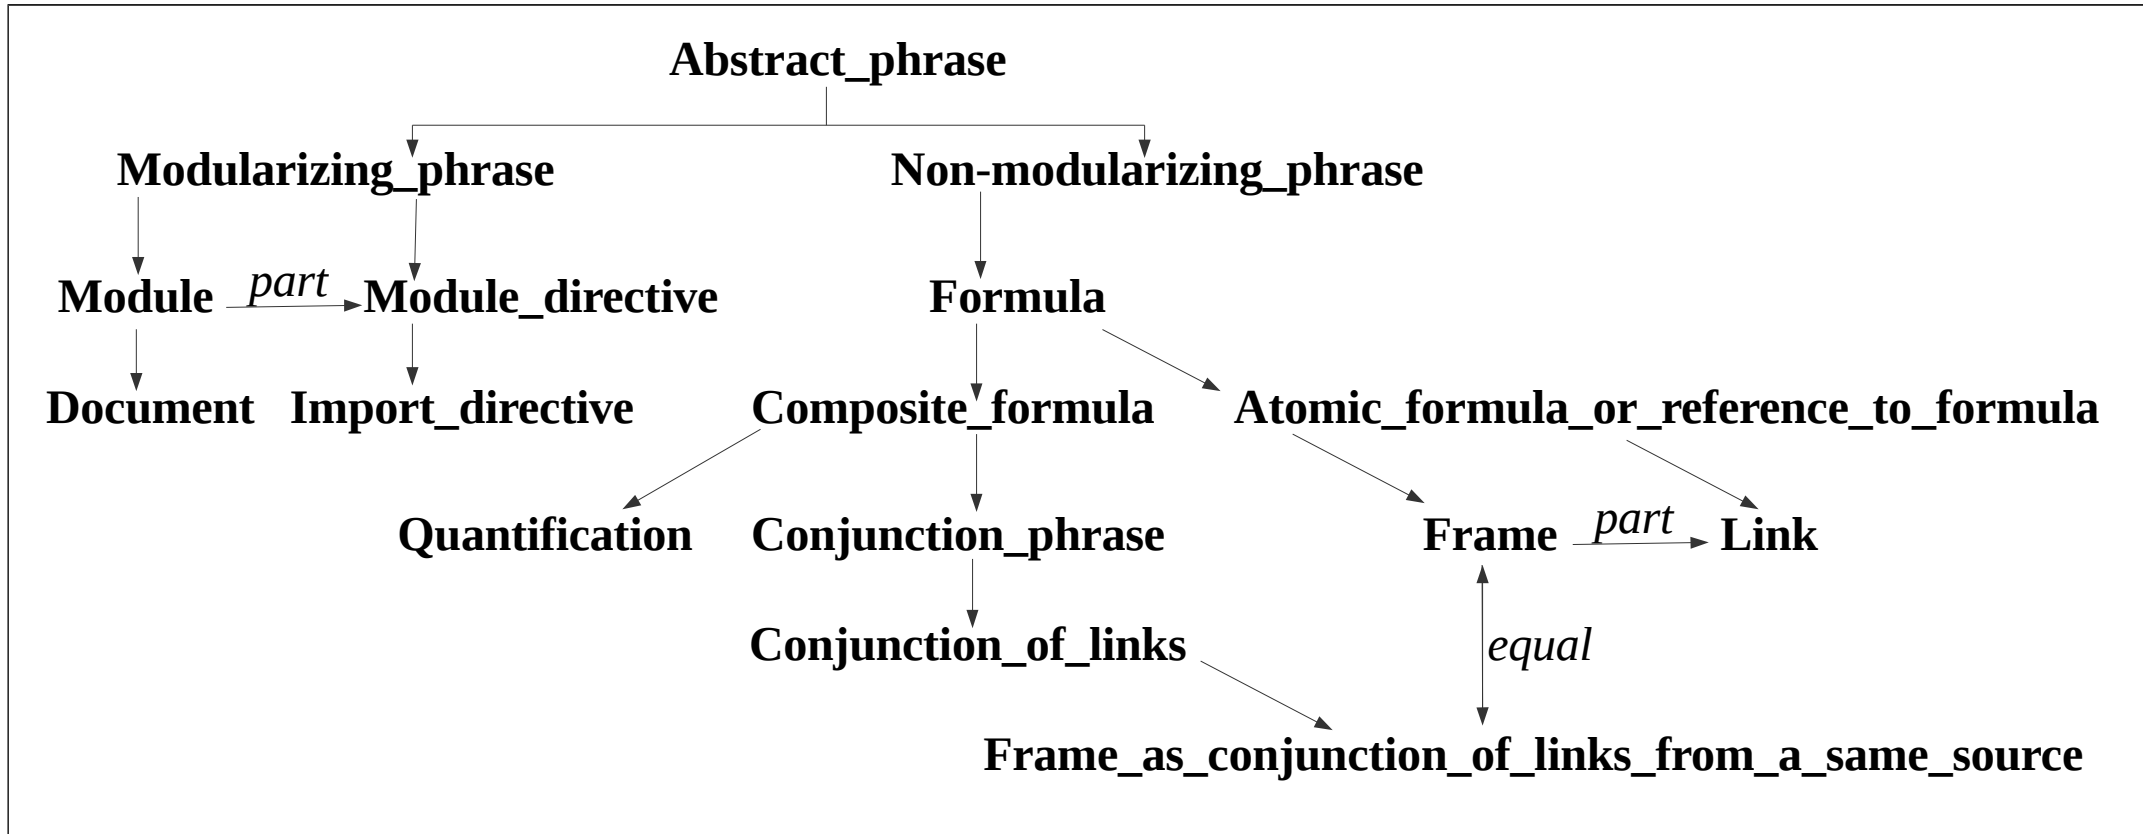 Abstract_phrase
Modularizing_phrase Non-modularizing_phrase
Module part Module_directive Formula
Document Import_directive Composite_formula Atomic_formula_or_reference_to_formula
Quantification Conjunction_phrase Frame part Link
Conjunction_of_links equal
Frame_as_conjunction_of_links_from_a_same_source